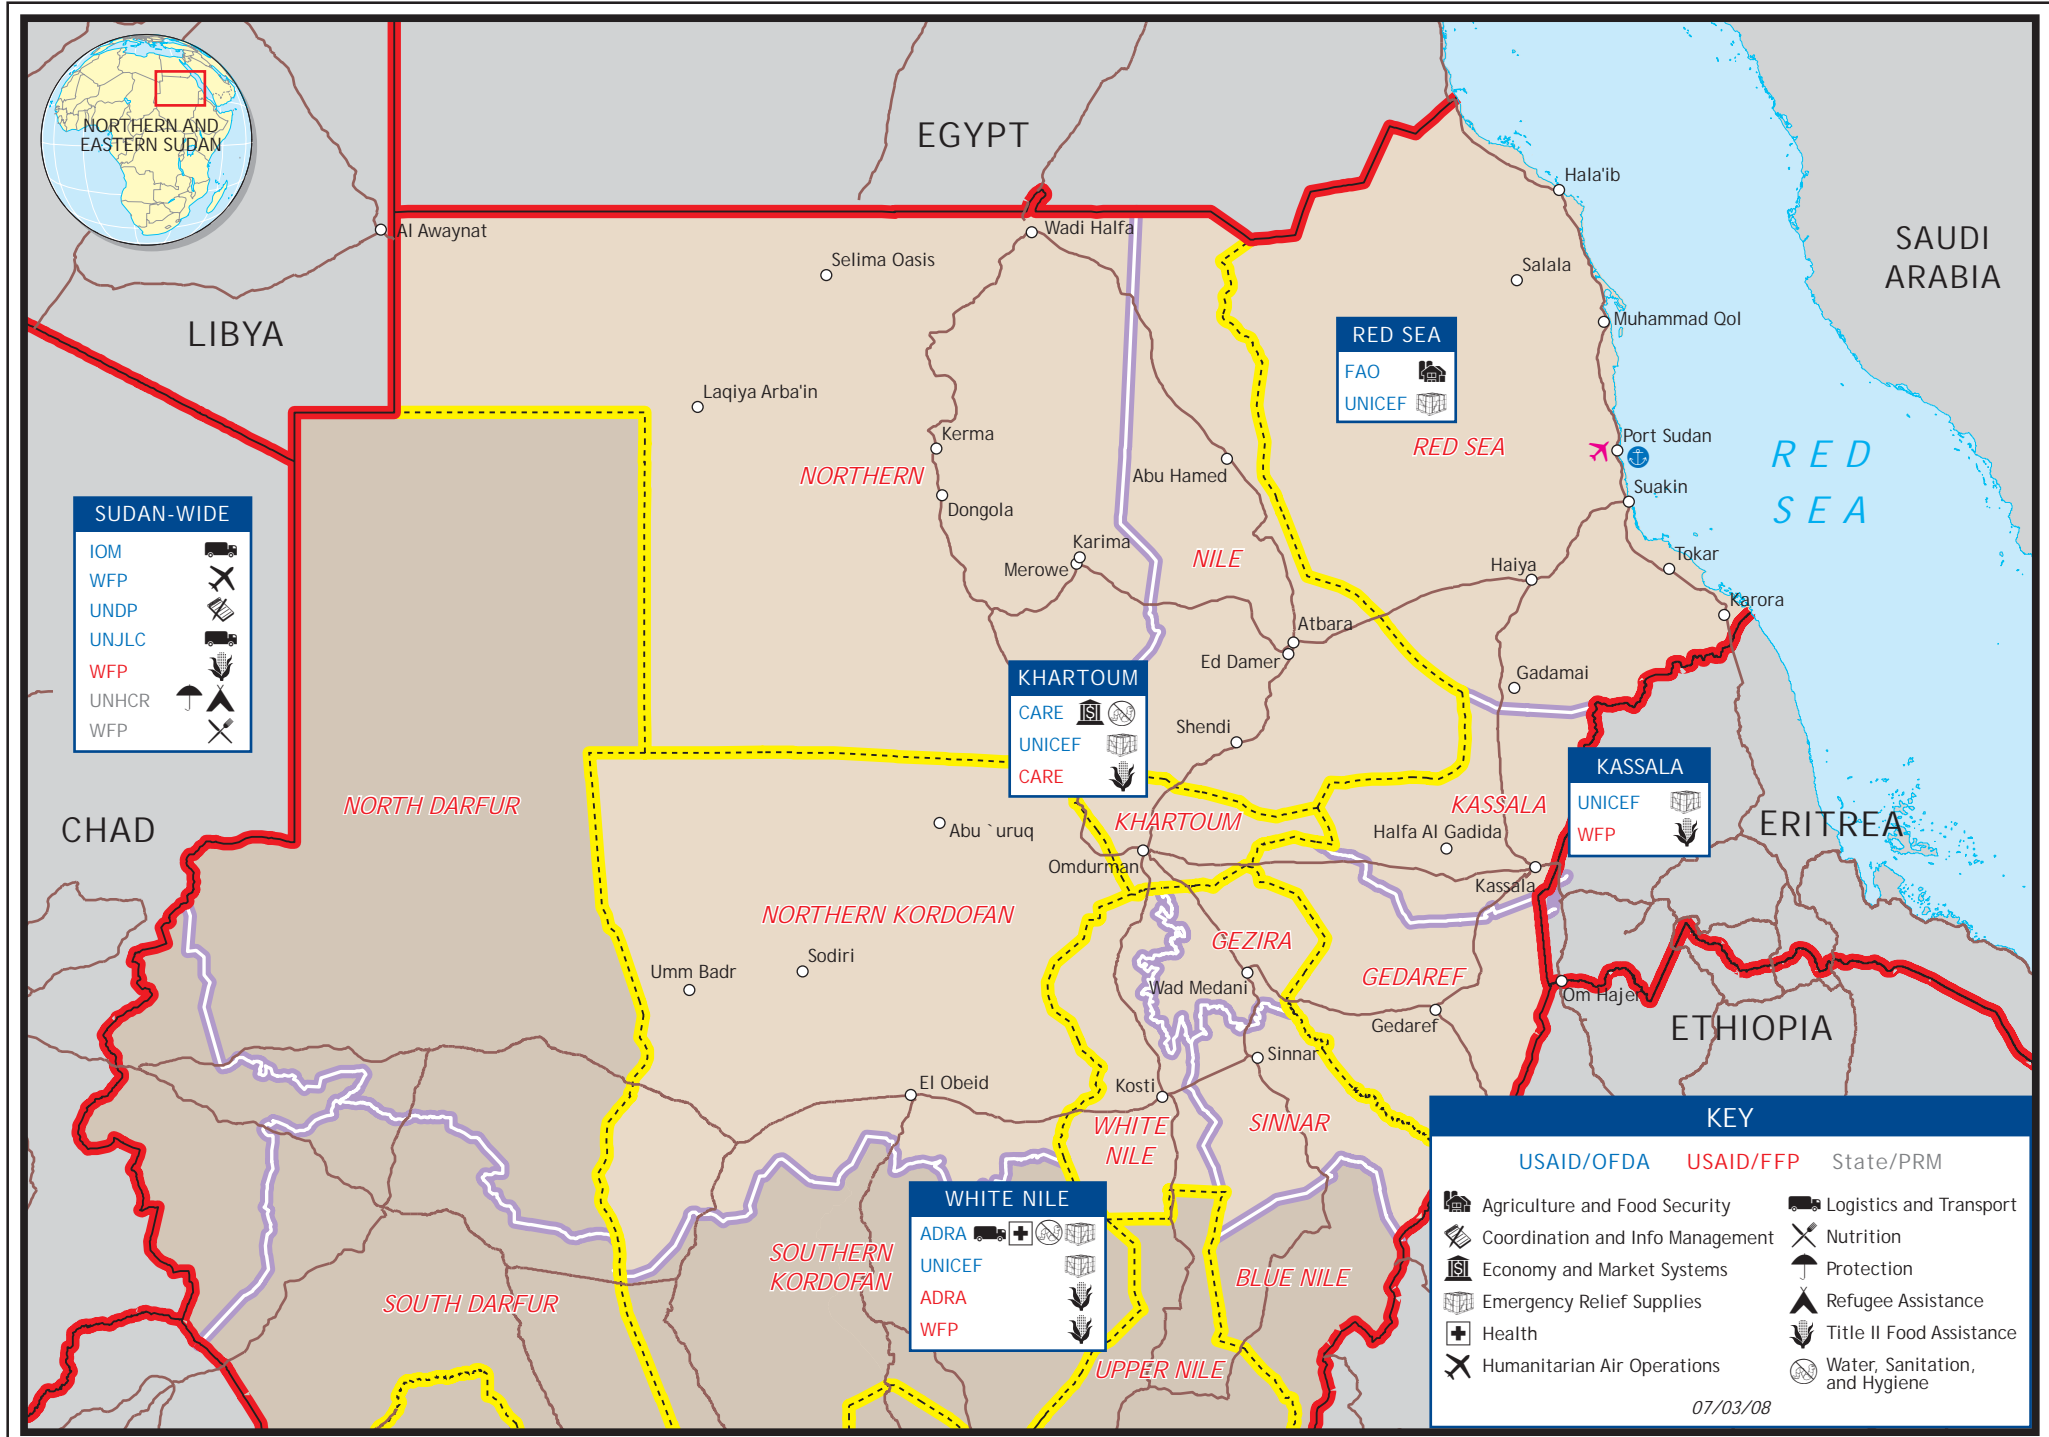 NORTHERN AND
EASTERN SUDAN
EGYPT
LIBYA
CHAD
SAUDI
ARABIA
ERITREA
ETHIOPIA
RED
SEA
Al Awaynat
Wadi Halfa
Selima Oasis
Hala'ib
Salala
Muhammad Qol
Laqiya Arba'in
Kerma
Dongola
Abu Hamed
Karima
Merowe
Port Sudan
Suakin
Tokar
Haiya
Karora
Atbara
Ed Damer
Gadamai
Shendi
Abu `uruq
Omdurman
Halfa Al Gadida
Kassala
Umm Badr
Sodiri
Wad Medani
Gedaref
Om Hajer
Sinnar
El Obeid
Kosti
NORTHERN
NILE
RED SEA
NORTH DARFUR
KHARTOUM
KASSALA
NORTHERN KORDOFAN
GEZIRA
GEDAREF
WHITE
NILE
SINNAR
SOUTHERN
KORDOFAN
SOUTH DARFUR
BLUE NILE
UPPER NILE
SUDAN-WIDE
IOM
WFP
UNDP
UNJLC
WFP
UNHCR
WFP
RED SEA
FAO
UNICEF
KHARTOUM
CARE
UNICEF
CARE
KASSALA
UNICEF
WFP
WHITE NILE
ADRA
UNICEF
ADRA
WFP
KEY
USAID/OFDA USAID/FFP State/PRM
Agriculture and Food Security
Coordination and Info Management
Economy and Market Systems
Emergency Relief Supplies
Health
Humanitarian Air Operations
Logistics and Transport
Nutrition
Protection
Refugee Assistance
Title II Food Assistance
Water, Sanitation,
and Hygiene
07/03/08